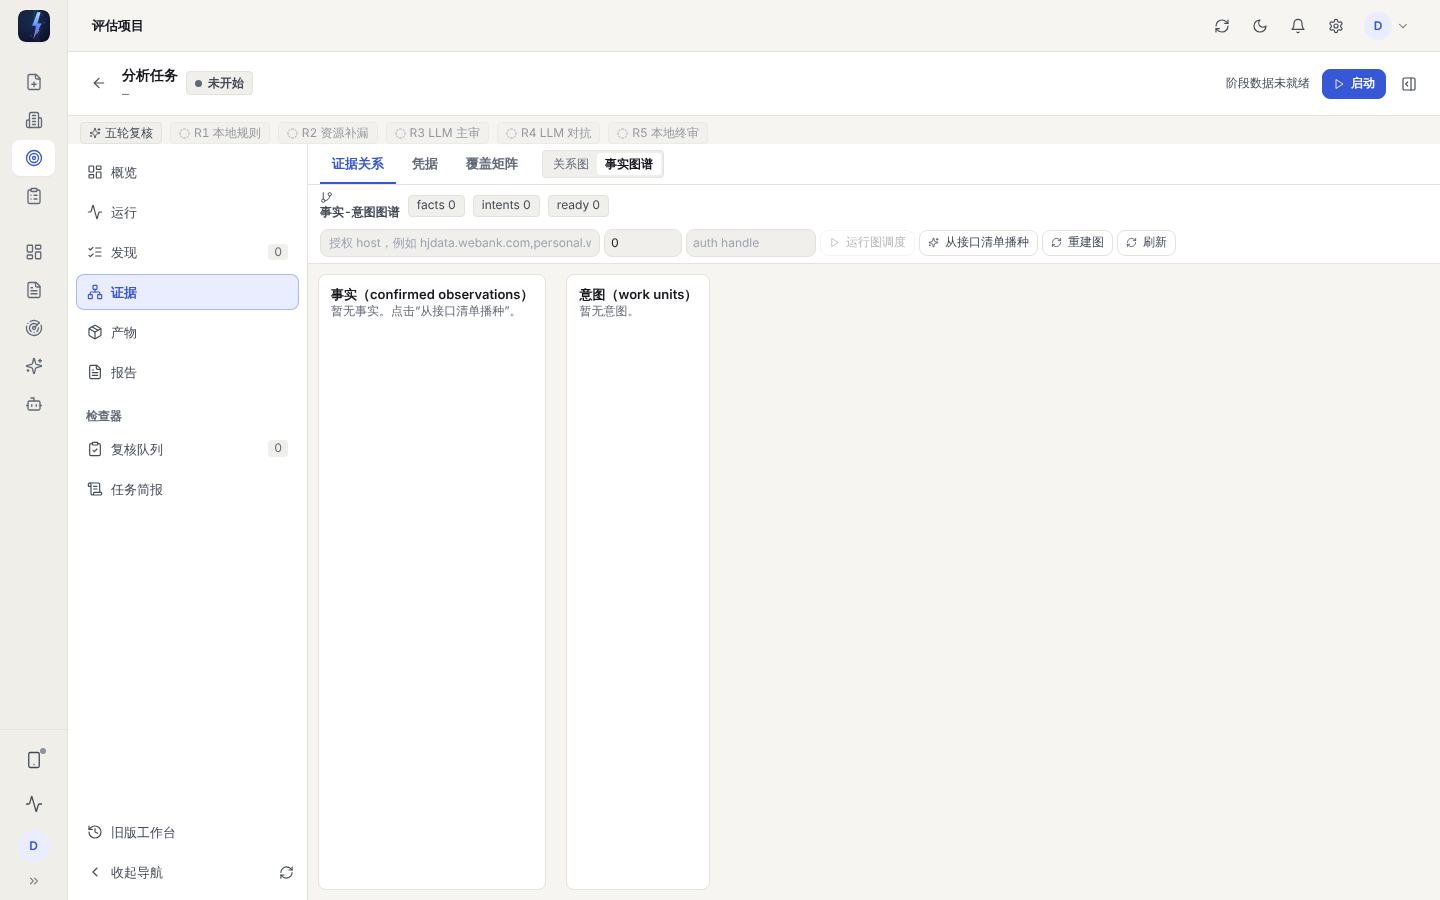 评估项目
D
分析任务
—
未开始
阶段数据未就绪
启动
五轮复核
R1 本地规则
R2 资源补漏
R3 LLM 主审
R4 LLM 对抗
R5 本地终审
概览
运行
发现
0
证据
产物
报告
检查器
复核队列
0
任务简报
旧版工作台
收起导航
D
证据关系
凭据
覆盖矩阵
关系图
事实图谱
事实-意图图谱
facts 0
intents 0
ready 0
授权 host，例如 hjdata.webank.com,personal.w
0
auth handle
运行图调度
从接口清单播种
重建图
刷新
事实（confirmed observations）
暂无事实。点击“从接口清单播种”。
意图（work units）
暂无意图。